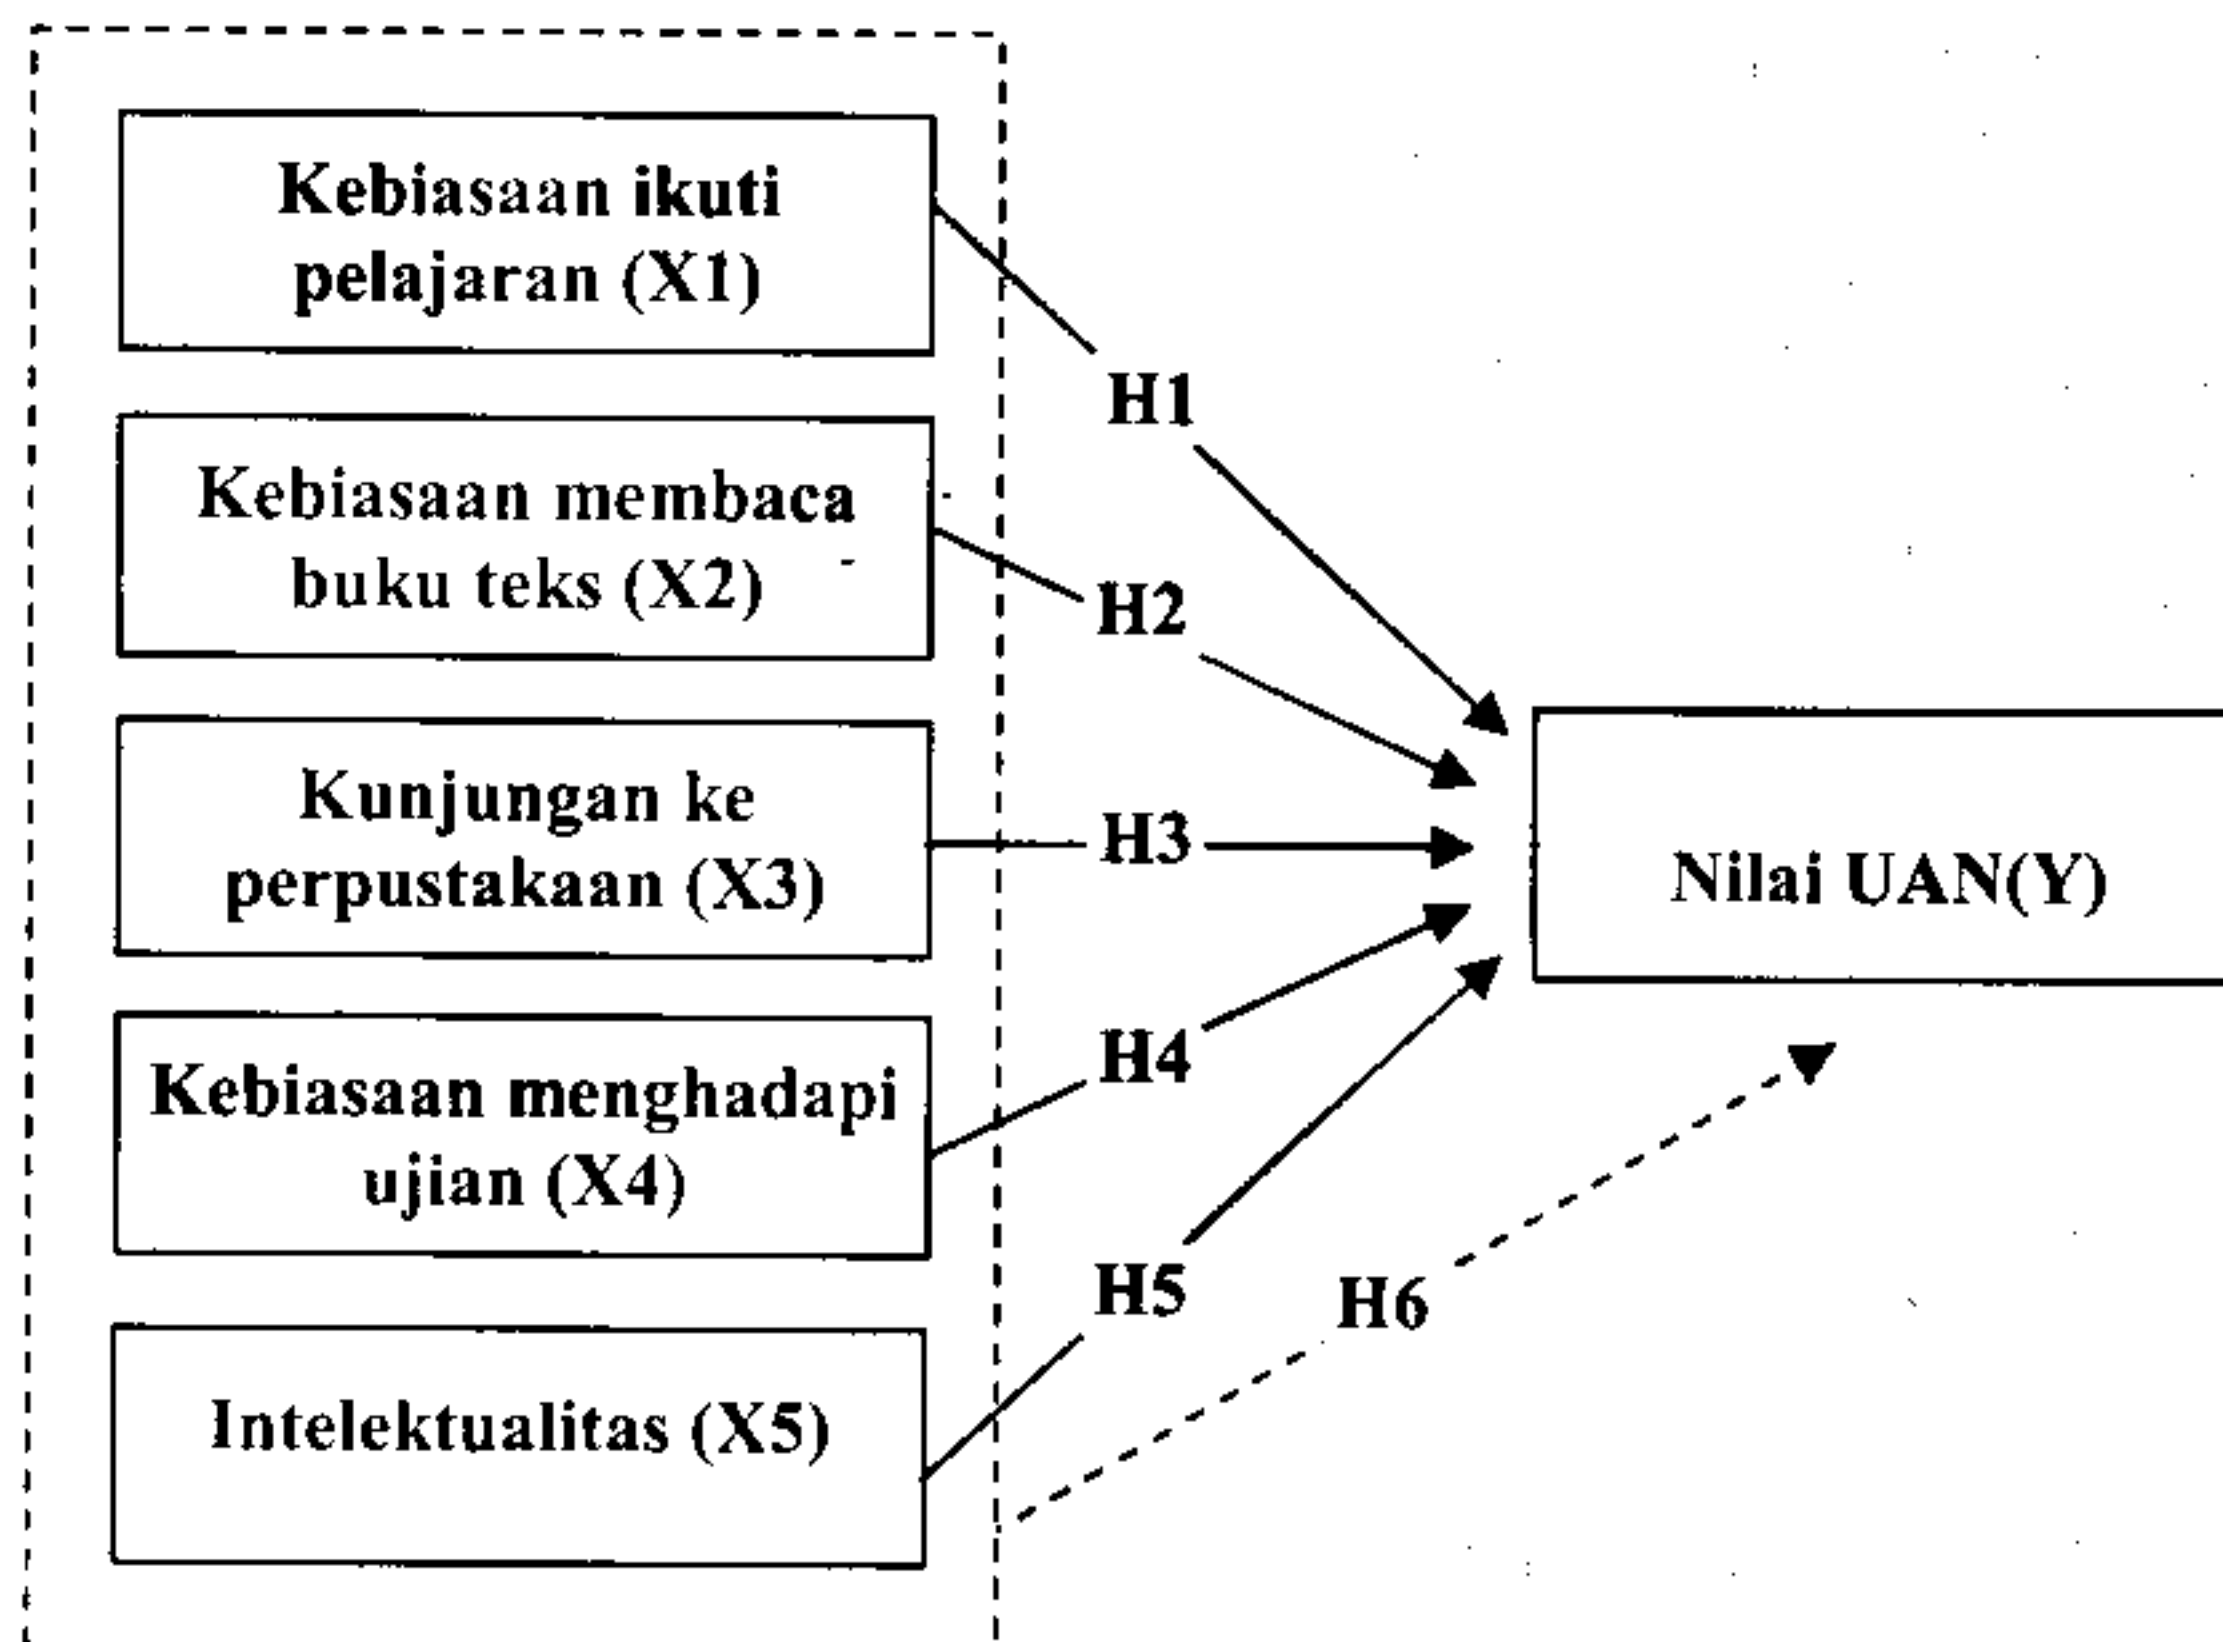 Kebiasaan ikuti
pelajaran (X1)
H1
Kebiasaan membaca
buku teks (X2)
H2
Kunjungan ke
perpustakaan (X3)
H3
Nilai UAN(Y)
Kebiasaan menghadapi
ujian (X4)
H4
H5
H6
Intelektualitas (X5)